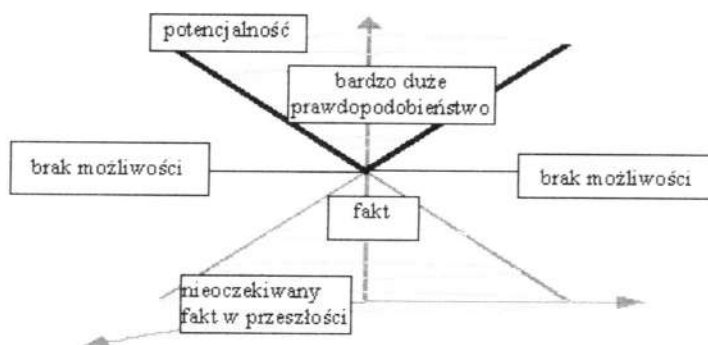 potencjalność
bardzo duże
prawdopodobieństwo
brak możliwości
brak możliwości
fakt
nieoczekiwany
fakt w przeszłości